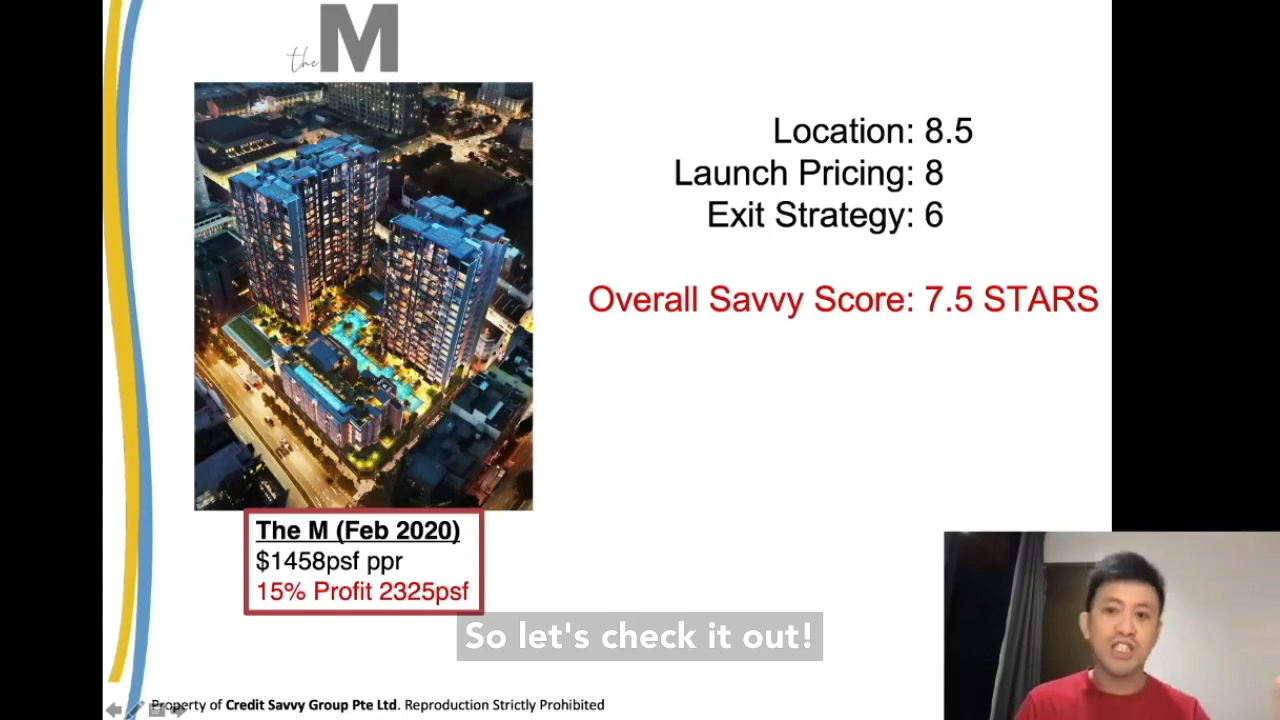 the M
Location: 8.5
Launch Pricing: 8
Exit Strategy: 6
Overall Savvy Score: 7.5 STARS
The M (Feb 2020)
$1458psf ppr
15% Profit 2325psf
So let's check it out!
Property of Credit Savvy Group Pte Ltd. Reproduction Strictly Prohibited